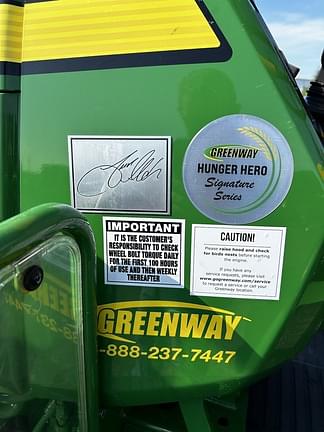 GREENWAY
HUNGER HERO
Signature
Series
IMPORTANT
IT IS THE CUSTOMER'S
RESPONSIBILITY TO CHECK
WHEEL BOLT TORQUE DAILY
FOR THE FIRST 100 HOURS
OF USE AND THEN WEEKLY
THEREAFTER
CAUTION!
Please raise hood and check
for birds nests before starting
the engine.
If you have any
service requests, please visit
www.gogreenway.com/service
to request a service or call your
Greenway location.
GREENWAY
-888-237-7447